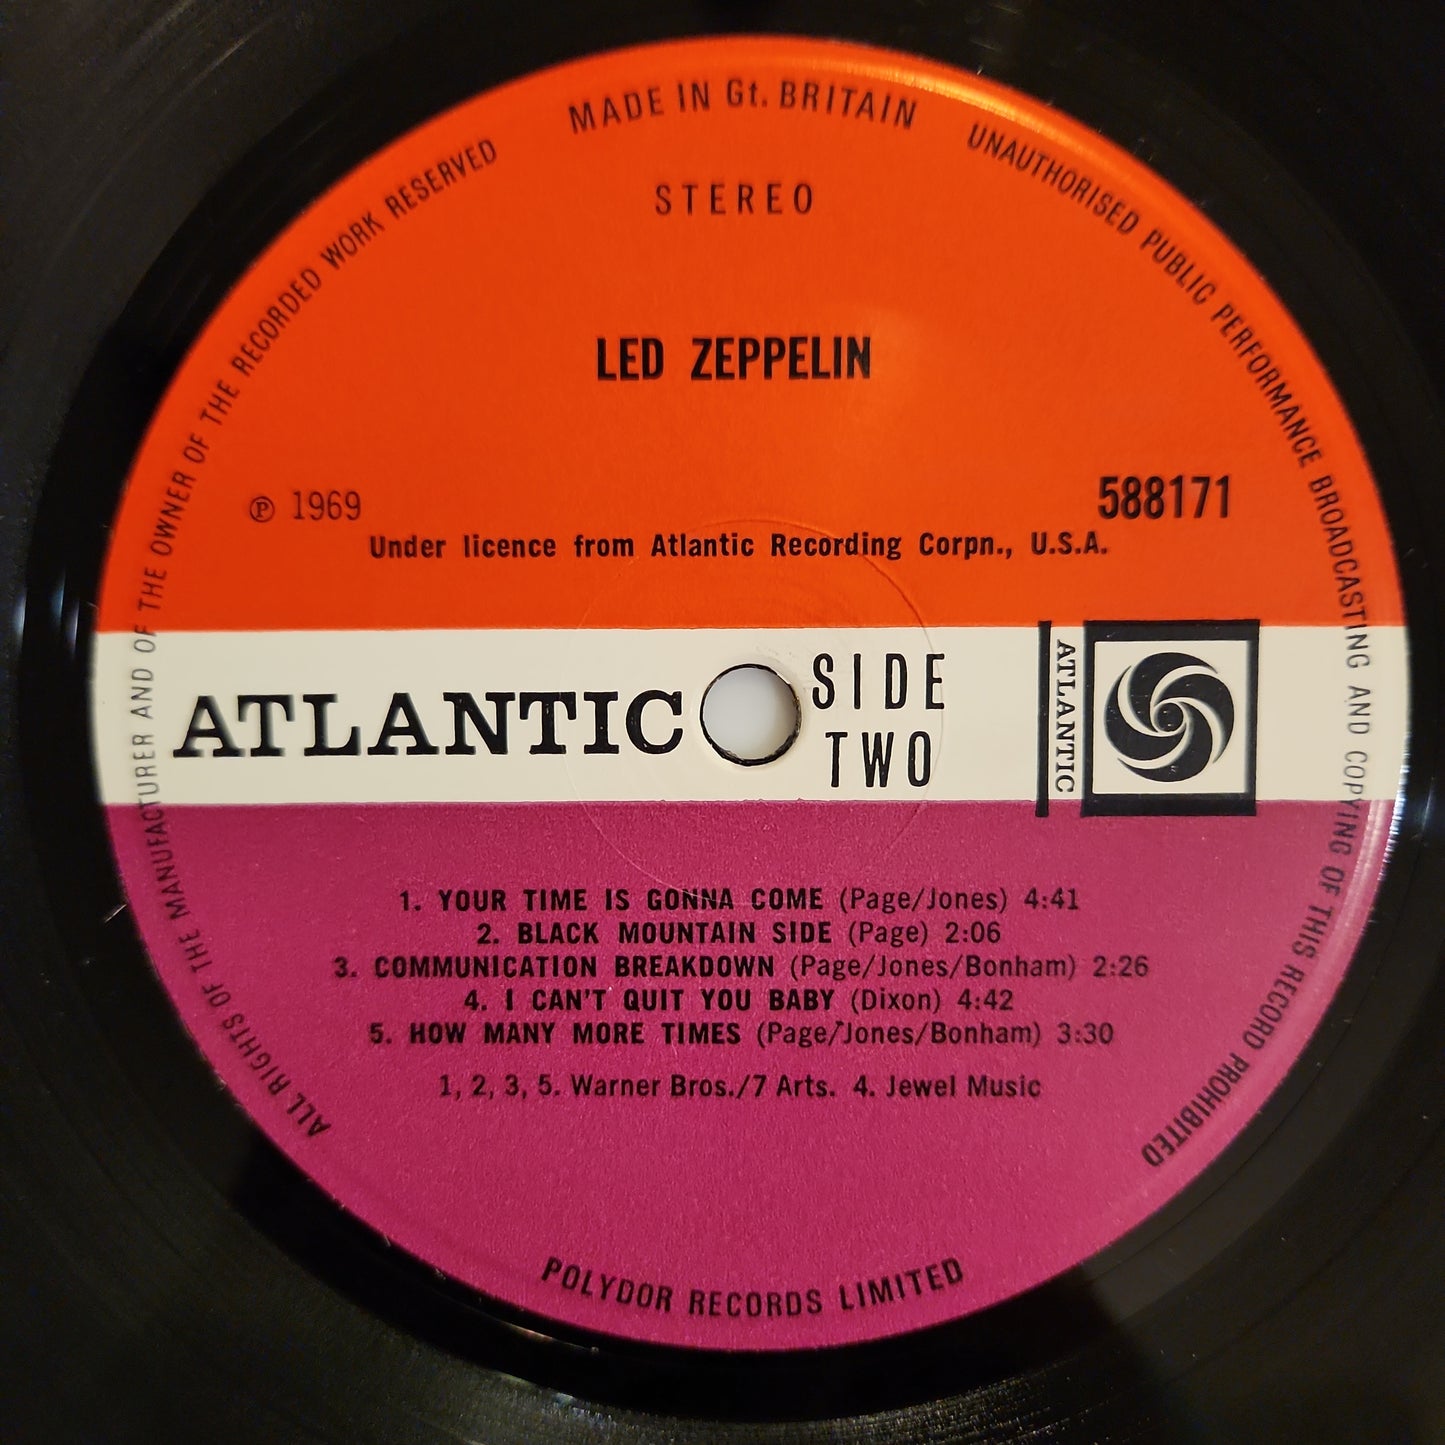 MADE IN Gt. BRITAIN
UNAUTHORISED PUBLIC PERFORMANCE BROADCASTING AND COPYING OF THIS RECORD PROHIBITED
ALL RIGHTS OF THE MANUFACTURER AND OF THE OWNER OF THE RECORDED WORK RESERVED
STEREO
LED ZEPPELIN
℗ 1969
588171
Under licence from Atlantic Recording Corpn., U.S.A.
ATLANTIC
SIDE
TWO
ATLANTIC
1. YOUR TIME IS GONNA COME (Page/Jones) 4:41
2. BLACK MOUNTAIN SIDE (Page) 2:06
3. COMMUNICATION BREAKDOWN (Page/Jones/Bonham) 2:26
4. I CAN'T QUIT YOU BABY (Dixon) 4:42
5. HOW MANY MORE TIMES (Page/Jones/Bonham) 3:30
1, 2, 3, 5. Warner Bros./7 Arts. 4. Jewel Music
POLYDOR RECORDS LIMITED